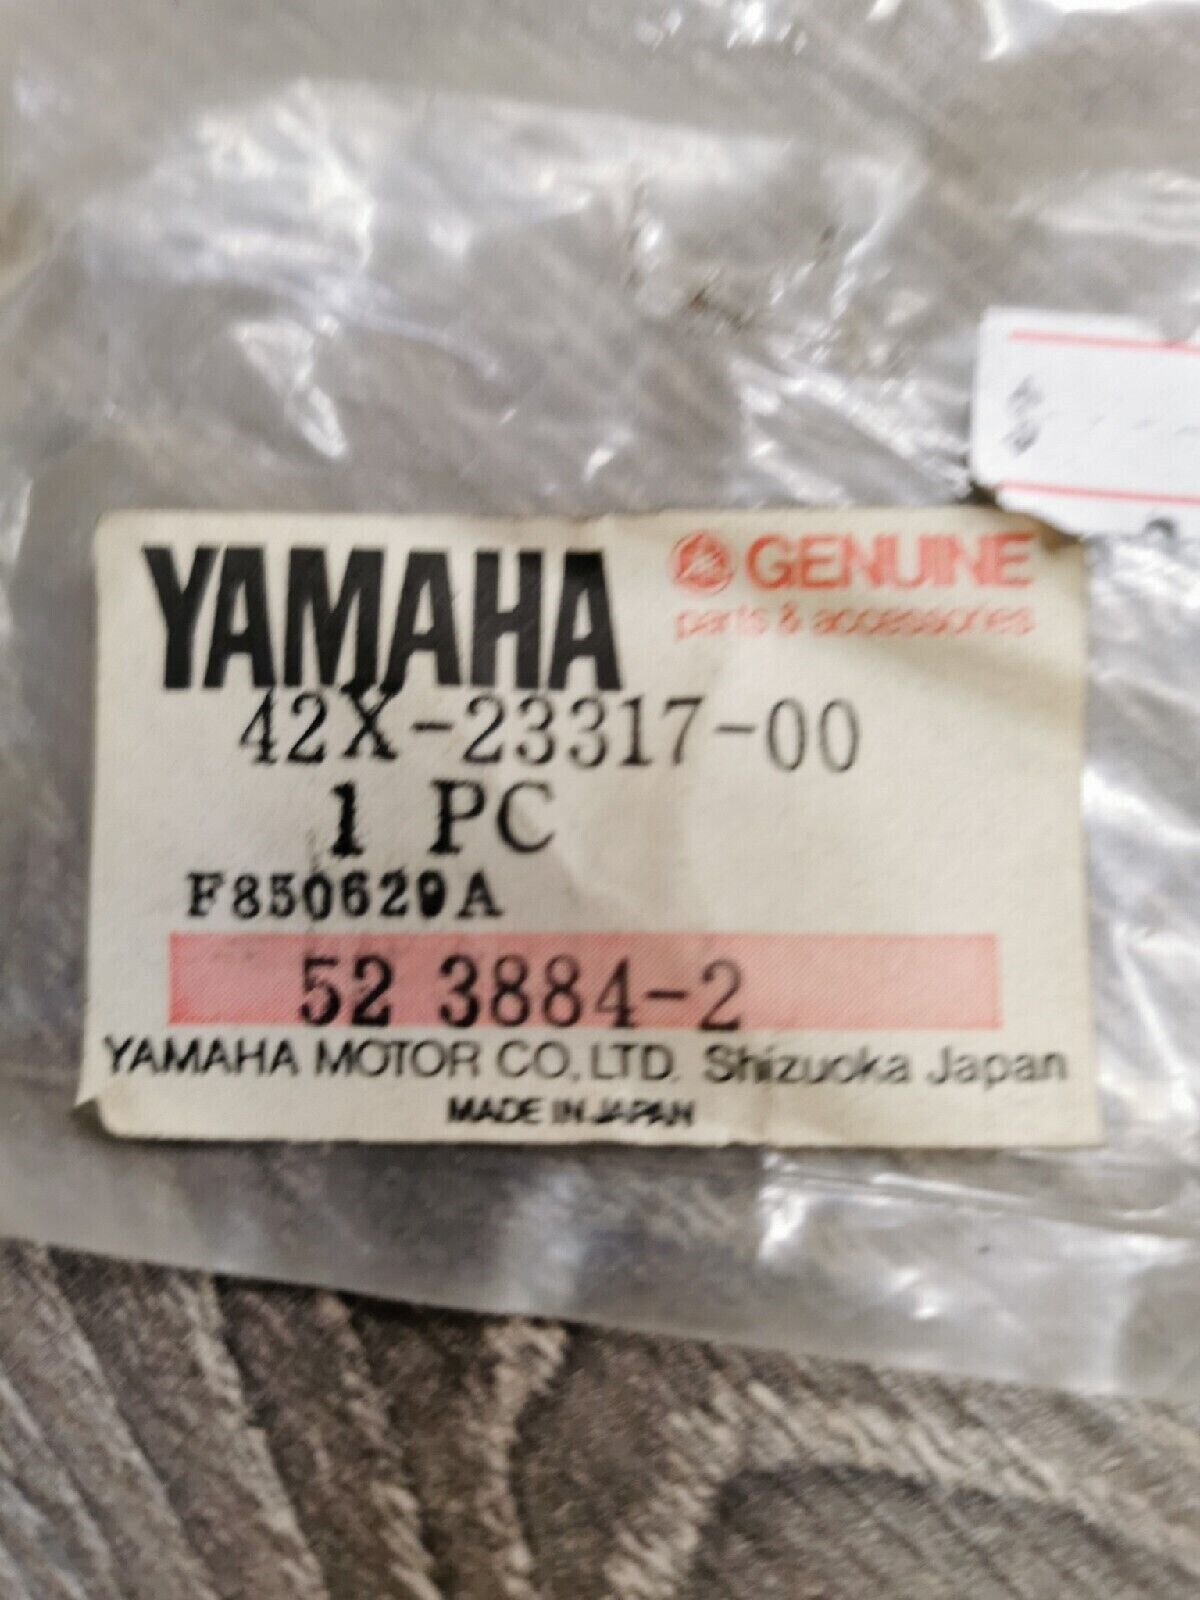 YAMAHA GENUINE
parts & accessories
42X-23317-00
1 PC
F850620A
52 3884-2
YAMAHA MOTOR CO., LTD. Shizuoka Japan
MADE IN JAPAN